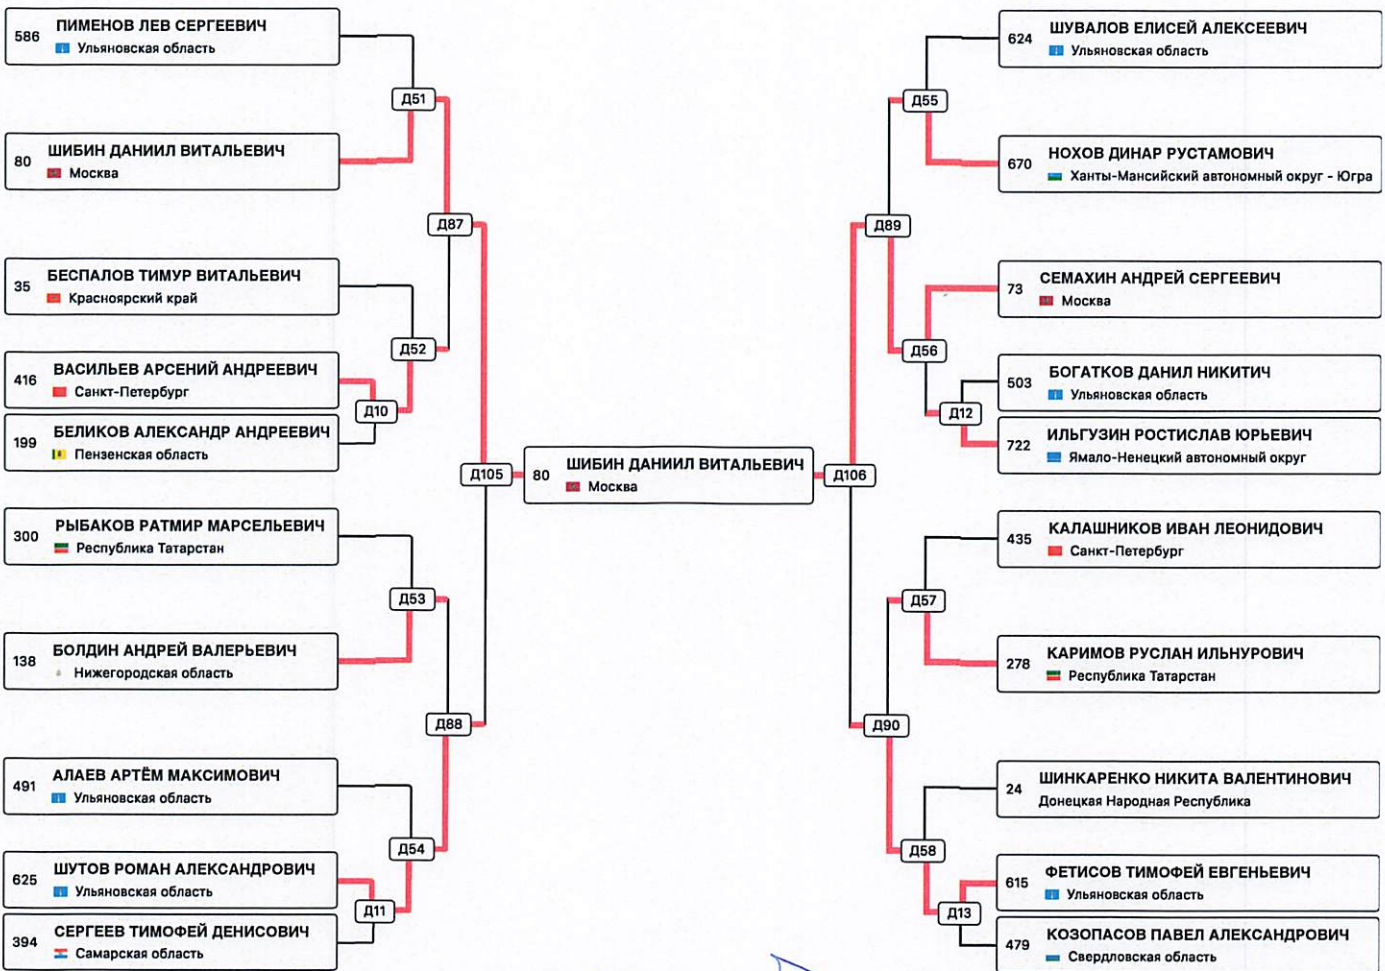 586 ПИМЕНОВ ЛЕВ СЕРГЕЕВИЧ
Ульяновская область
Д51
80 ШИБИН ДАНИИЛ ВИТАЛЬЕВИЧ
Москва
Д87
35 БЕСПАЛОВ ТИМУР ВИТАЛЬЕВИЧ
Красноярский край
Д52
416 ВАСИЛЬЕВ АРСЕНИЙ АНДРЕЕВИЧ
Санкт-Петербург
Д10
199 БЕЛИКОВ АЛЕКСАНДР АНДРЕЕВИЧ
Пензенская область
Д105
300 РЫБАКОВ РАТМИР МАРСЕЛЬЕВИЧ
Республика Татарстан
Д53
138 БОЛДИН АНДРЕЙ ВАЛЕРЬЕВИЧ
Нижегородская область
Д88
491 АЛАЕВ АРТЁМ МАКСИМОВИЧ
Ульяновская область
Д54
625 ШУТОВ РОМАН АЛЕКСАНДРОВИЧ
Ульяновская область
Д11
394 СЕРГЕЕВ ТИМОФЕЙ ДЕНИСОВИЧ
Самарская область
80 ШИБИН ДАНИИЛ ВИТАЛЬЕВИЧ
Москва
624 ШУВАЛОВ ЕЛИСЕЙ АЛЕКСЕЕВИЧ
Ульяновская область
Д55
670 НОХОВ ДИНАР РУСТАМОВИЧ
Ханты-Мансийский автономный округ - Югра
Д89
73 СЕМАХИН АНДРЕЙ СЕРГЕЕВИЧ
Москва
Д56
503 БОГАТКОВ ДАНИЛ НИКИТИЧ
Ульяновская область
Д12
722 ИЛЬГУЗИН РОСТИСЛАВ ЮРЬЕВИЧ
Ямало-Ненецкий автономный округ
Д106
435 КАЛАШНИКОВ ИВАН ЛЕОНИДОВИЧ
Санкт-Петербург
Д57
278 КАРИМОВ РУСЛАН ИЛЬНУРОВИЧ
Республика Татарстан
Д90
24 ШИНКАРЕНКО НИКИТА ВАЛЕНТИНОВИЧ
Донецкая Народная Республика
Д58
615 ФЕТИСОВ ТИМОФЕЙ ЕВГЕНЬЕВИЧ
Ульяновская область
Д13
479 КОЗОПАСОВ ПАВЕЛ АЛЕКСАНДРОВИЧ
Свердловская область